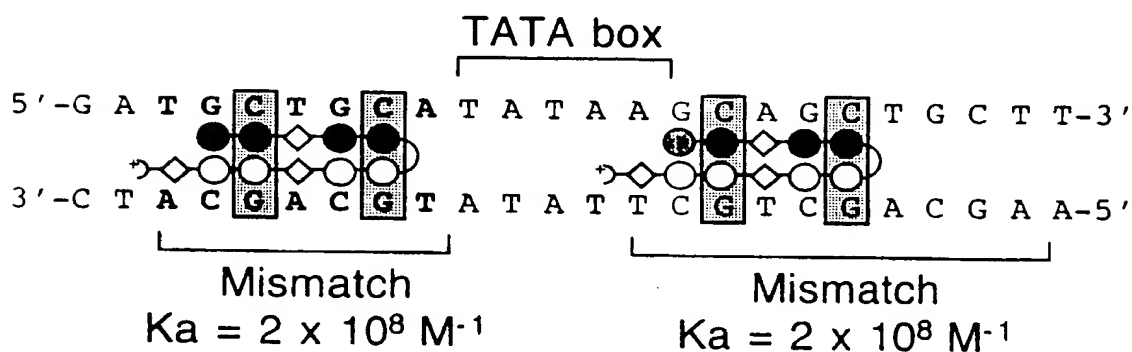 TATA box
5'-G A T G C T G C A T A T A A G C A G C T G C T T-3'
+ +
3'-C T A C G A C G T A T A T T C G T C G A C G A A-5'
Mismatch
Ka = 2 x 10⁸ M⁻¹
Mismatch
Ka = 2 x 10⁸ M⁻¹